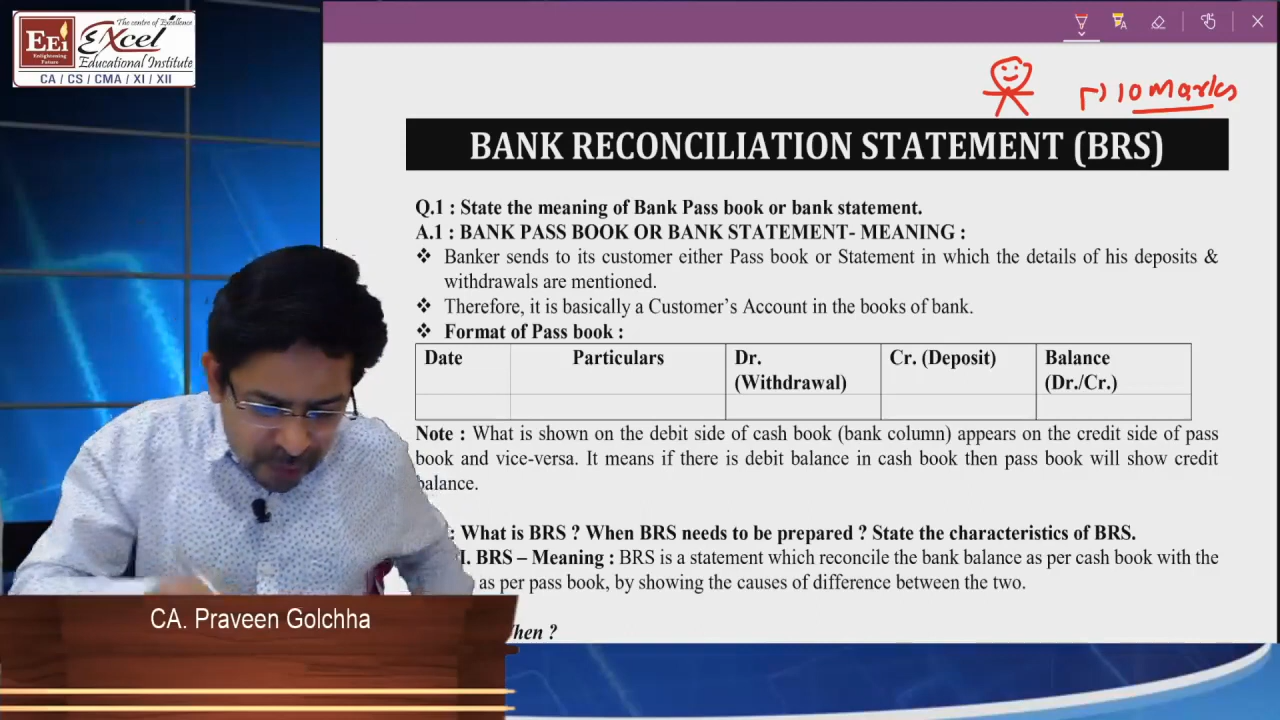 The centre of Excellence
EEi
Enlightening
Future
Excel
Educational Institute
CA / CS / CMA / XI / XII
10 Marks
BANK RECONCILIATION STATEMENT (BRS)
Q.1 : State the meaning of Bank Pass book or bank statement.
A.1 : BANK PASS BOOK OR BANK STATEMENT- MEANING :
❖ Banker sends to its customer either Pass book or Statement in which the details of his deposits &
withdrawals are mentioned.
❖ Therefore, it is basically a Customer’s Account in the books of bank.
❖ Format of Pass book :
Date Particulars Dr. Cr. (Deposit) Balance
(Withdrawal) (Dr./Cr.)
Note : What is shown on the debit side of cash book (bank column) appears on the credit side of pass
book and vice-versa. It means if there is debit balance in cash book then pass book will show credit
balance.
: What is BRS ? When BRS needs to be prepared ? State the characteristics of BRS.
I. BRS – Meaning : BRS is a statement which reconcile the bank balance as per cash book with the
as per pass book, by showing the causes of difference between the two.
When ?
CA. Praveen Golchha